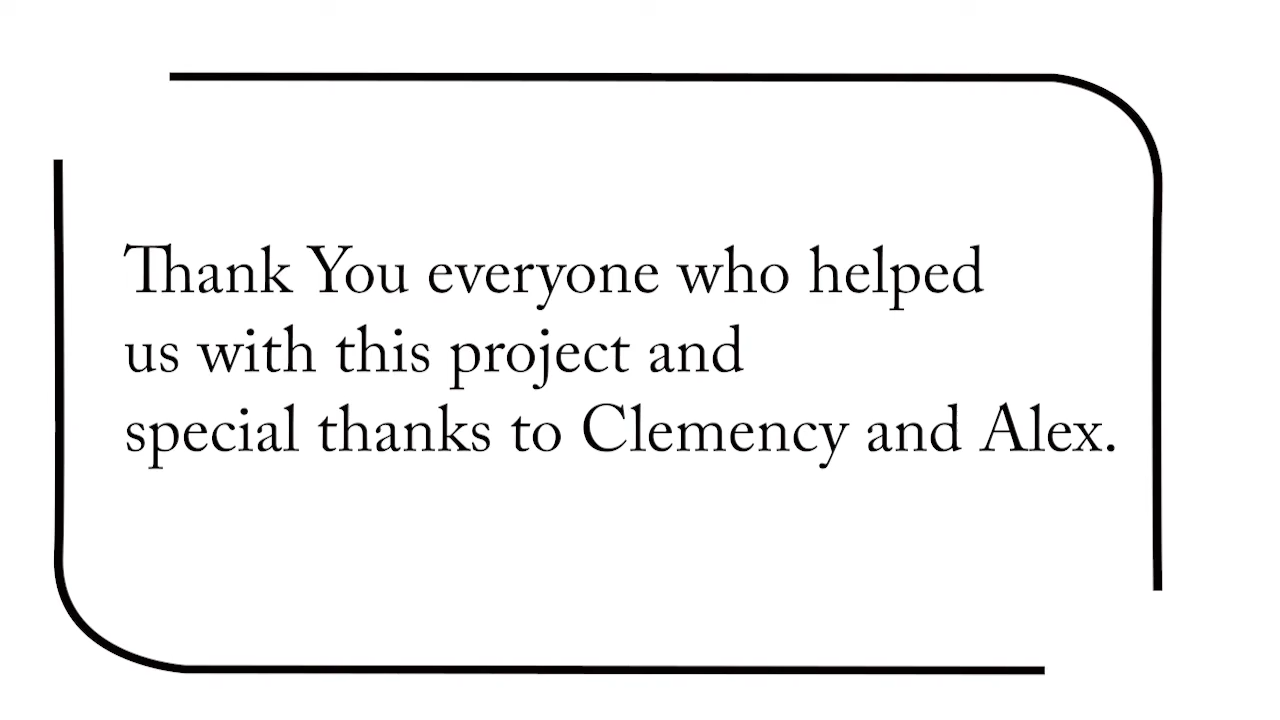 Thank You everyone who helped
us with this project and
special thanks to Clemency and Alex.